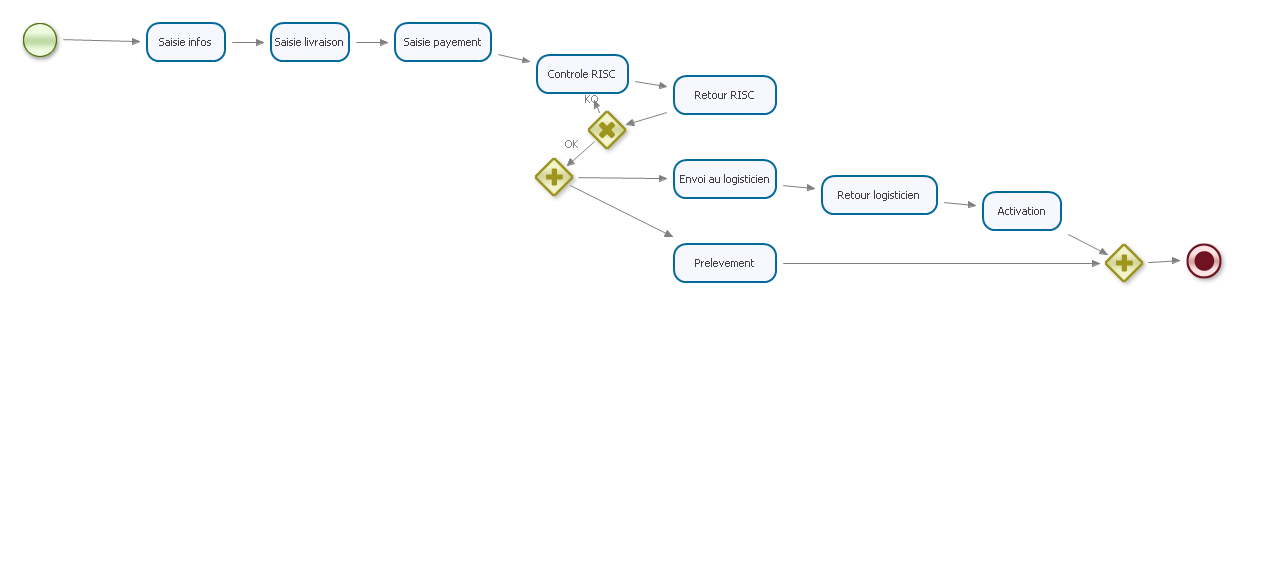 Saisie infos
Saisie livraison
Saisie payement
Controle RISC
Retour RISC
KO
OK
Envoi au logisticien
Retour logisticien
Activation
Prelevement